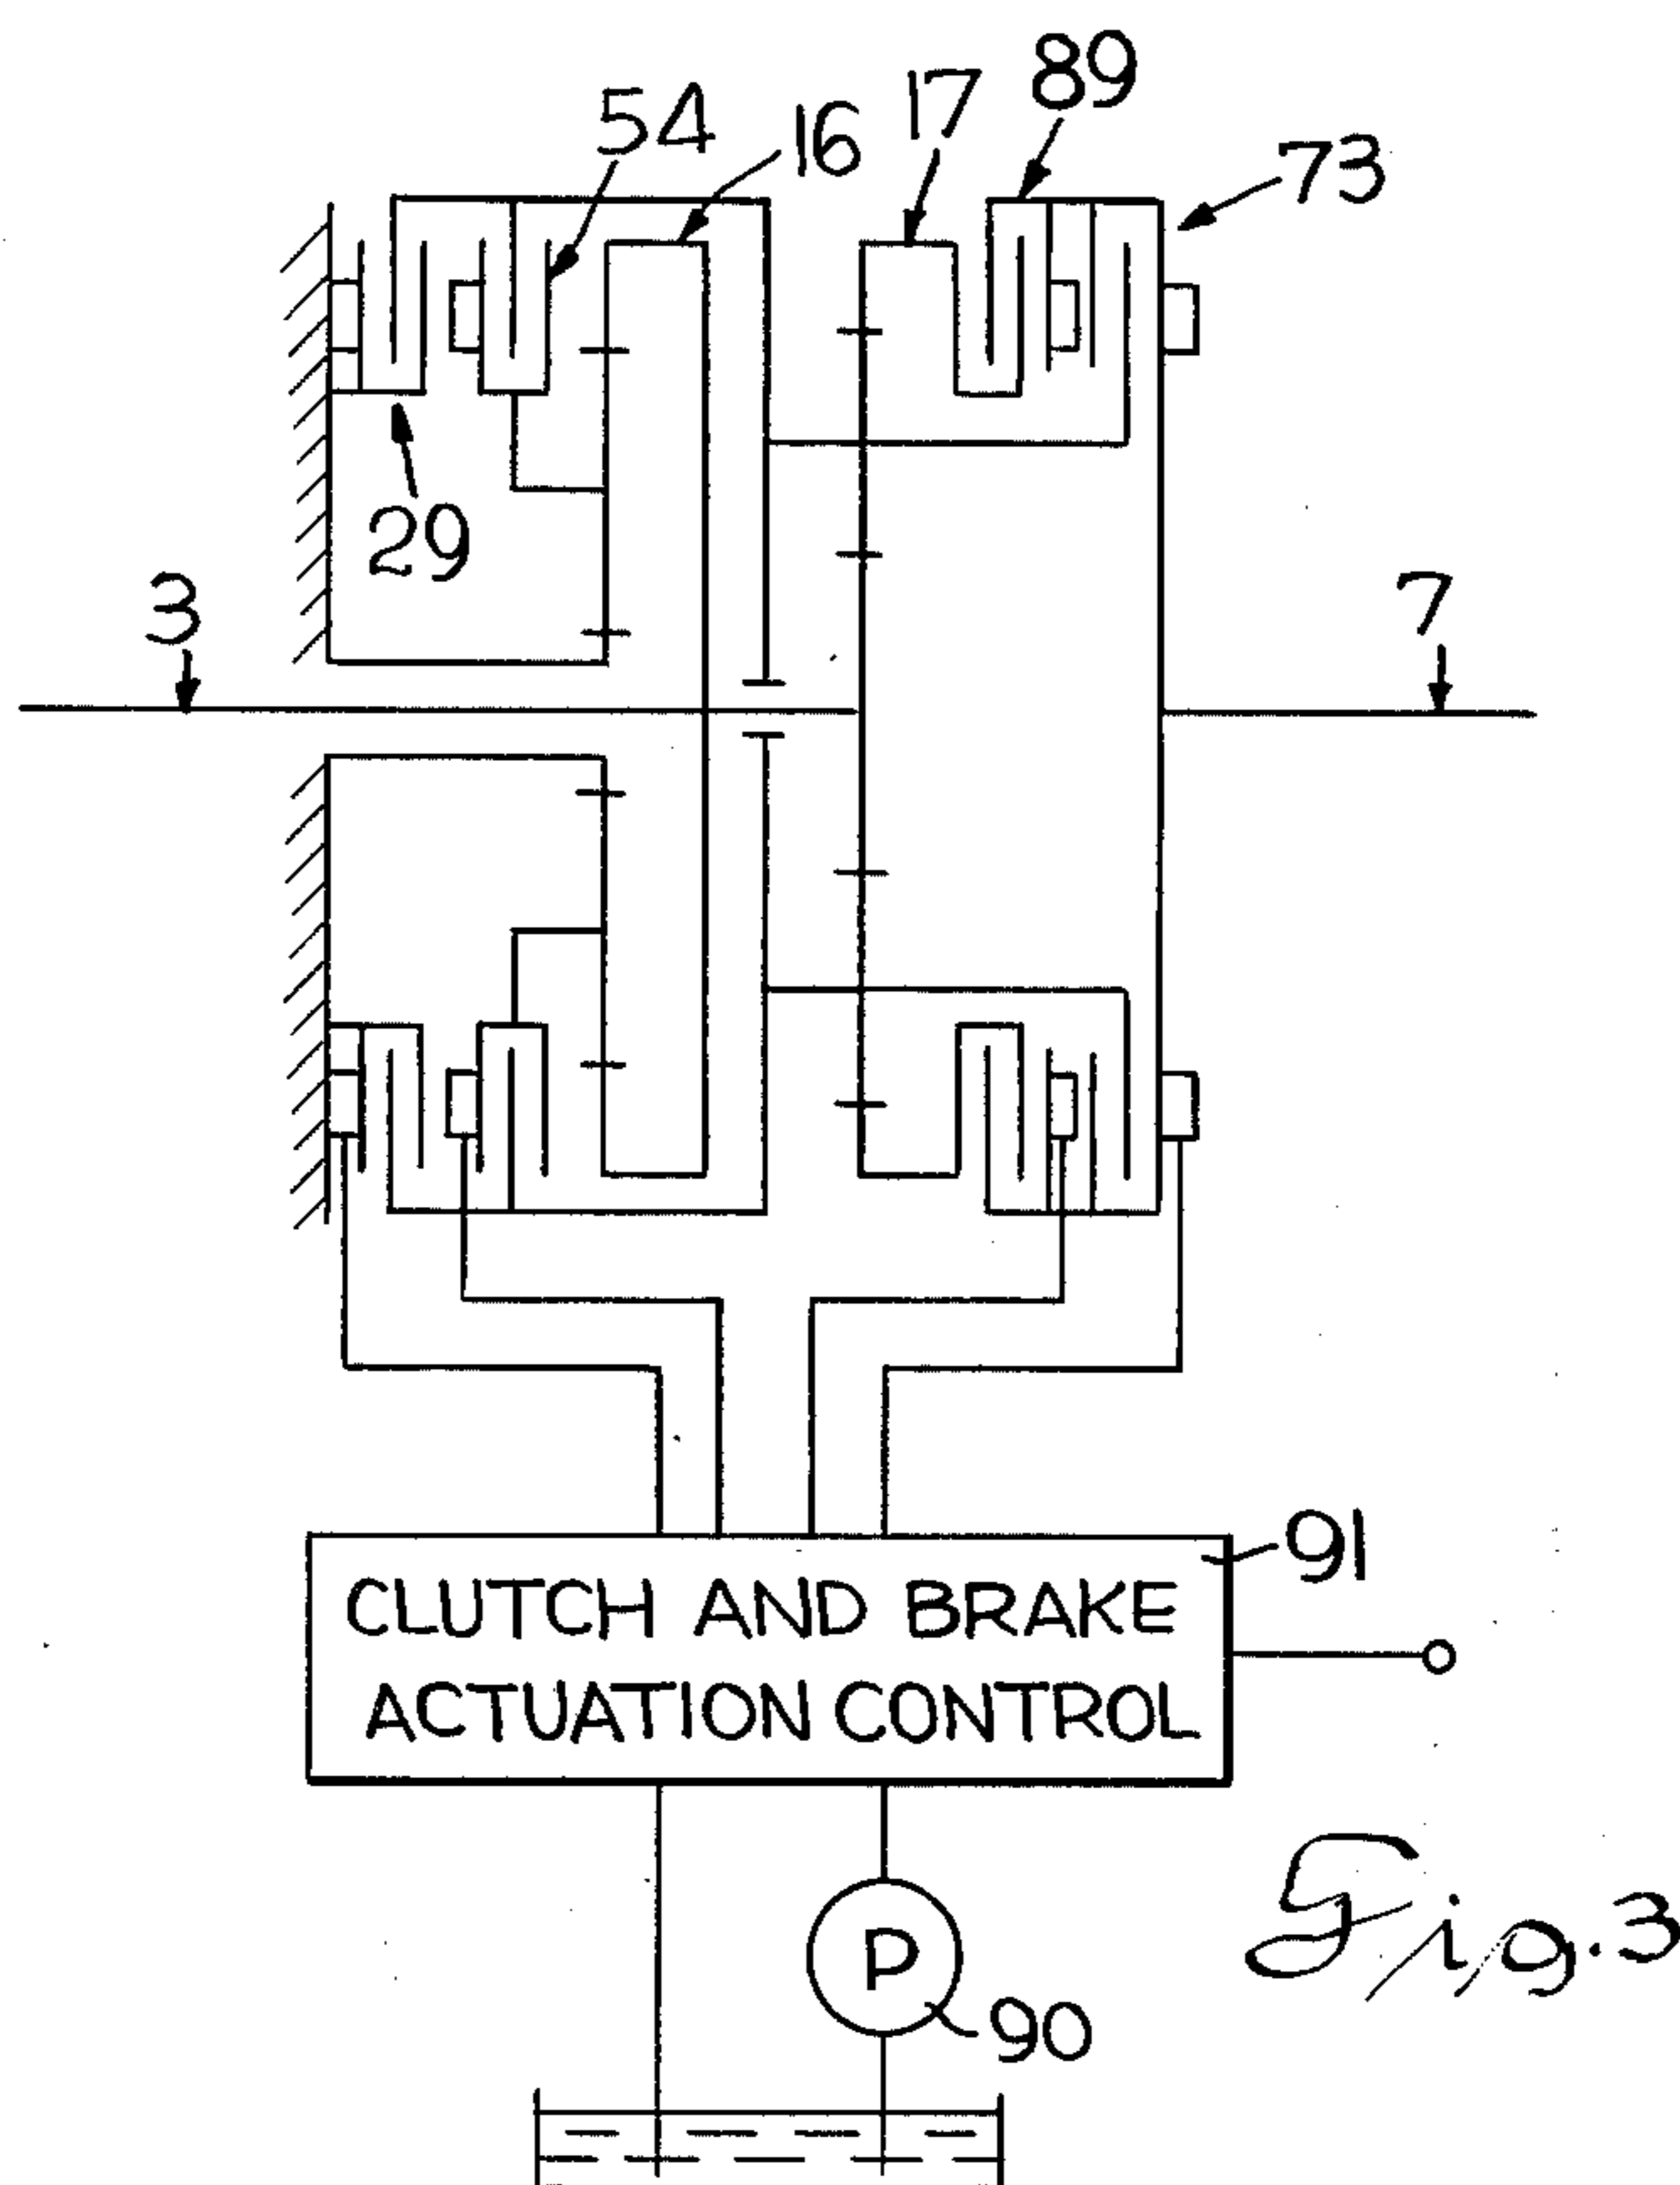 89
17
54
16
73
29
3
7
91
CLUTCH AND BRAKE
ACTUATION CONTROL
P
90
Fig. 3